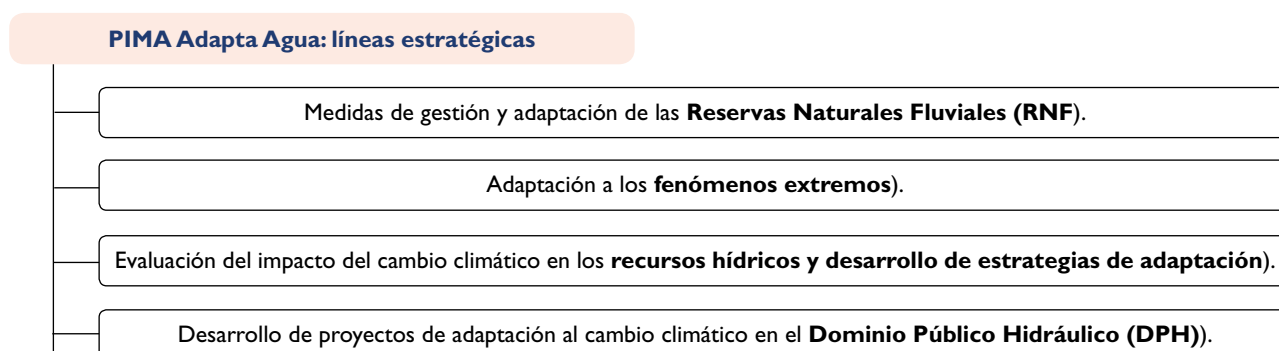 PIMA Adapta Agua: líneas estratégicas
Medidas de gestión y adaptación de las Reservas Naturales Fluviales (RNF).
Adaptación a los fenómenos extremos).
Evaluación del impacto del cambio climático en los recursos hídricos y desarrollo de estrategias de adaptación).
Desarrollo de proyectos de adaptación al cambio climático en el Dominio Público Hidráulico (DPH)).